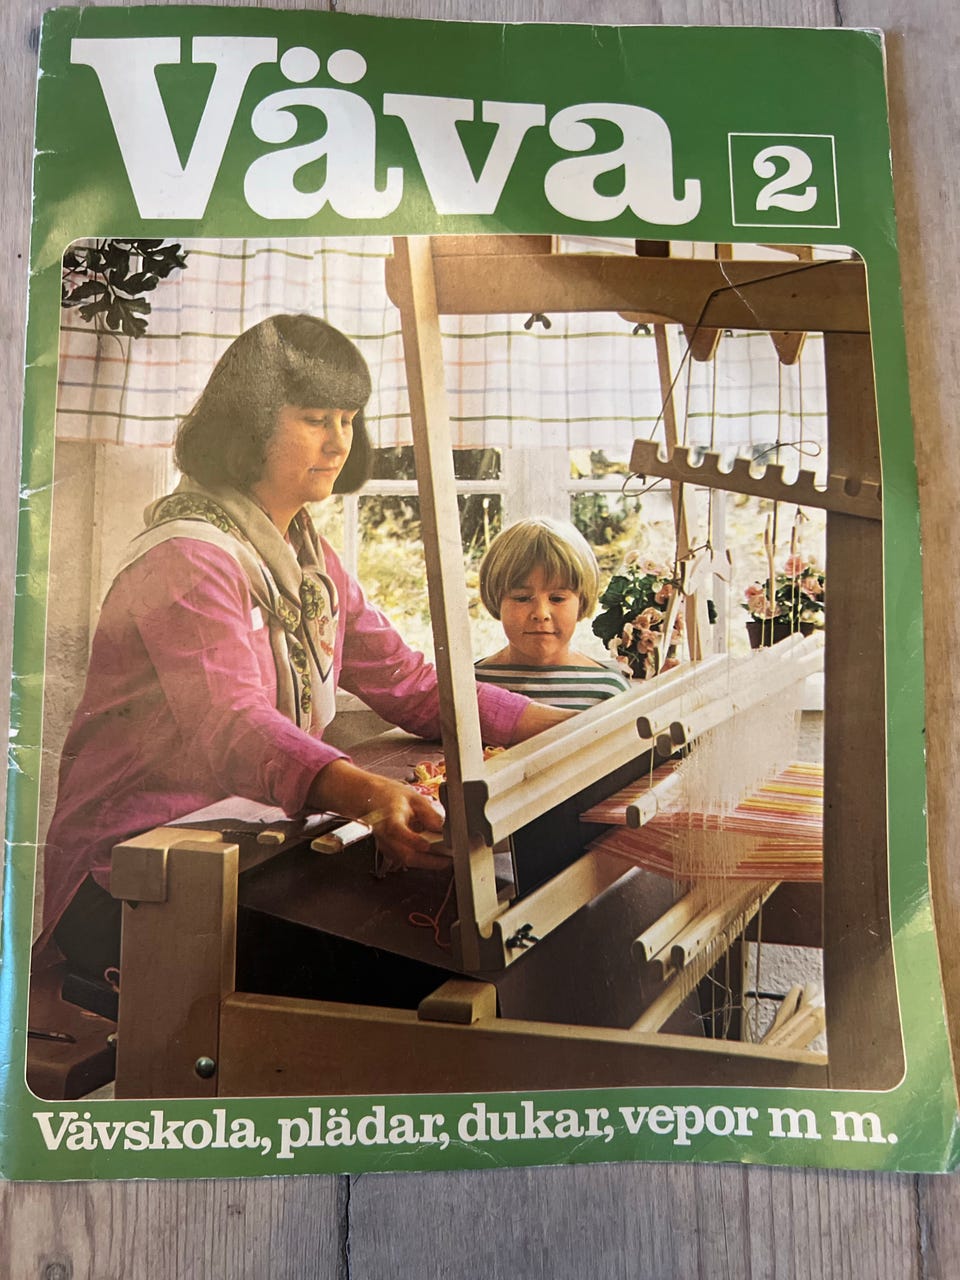 Väva
2
Vävskola, plädar, dukar, vepor m m.